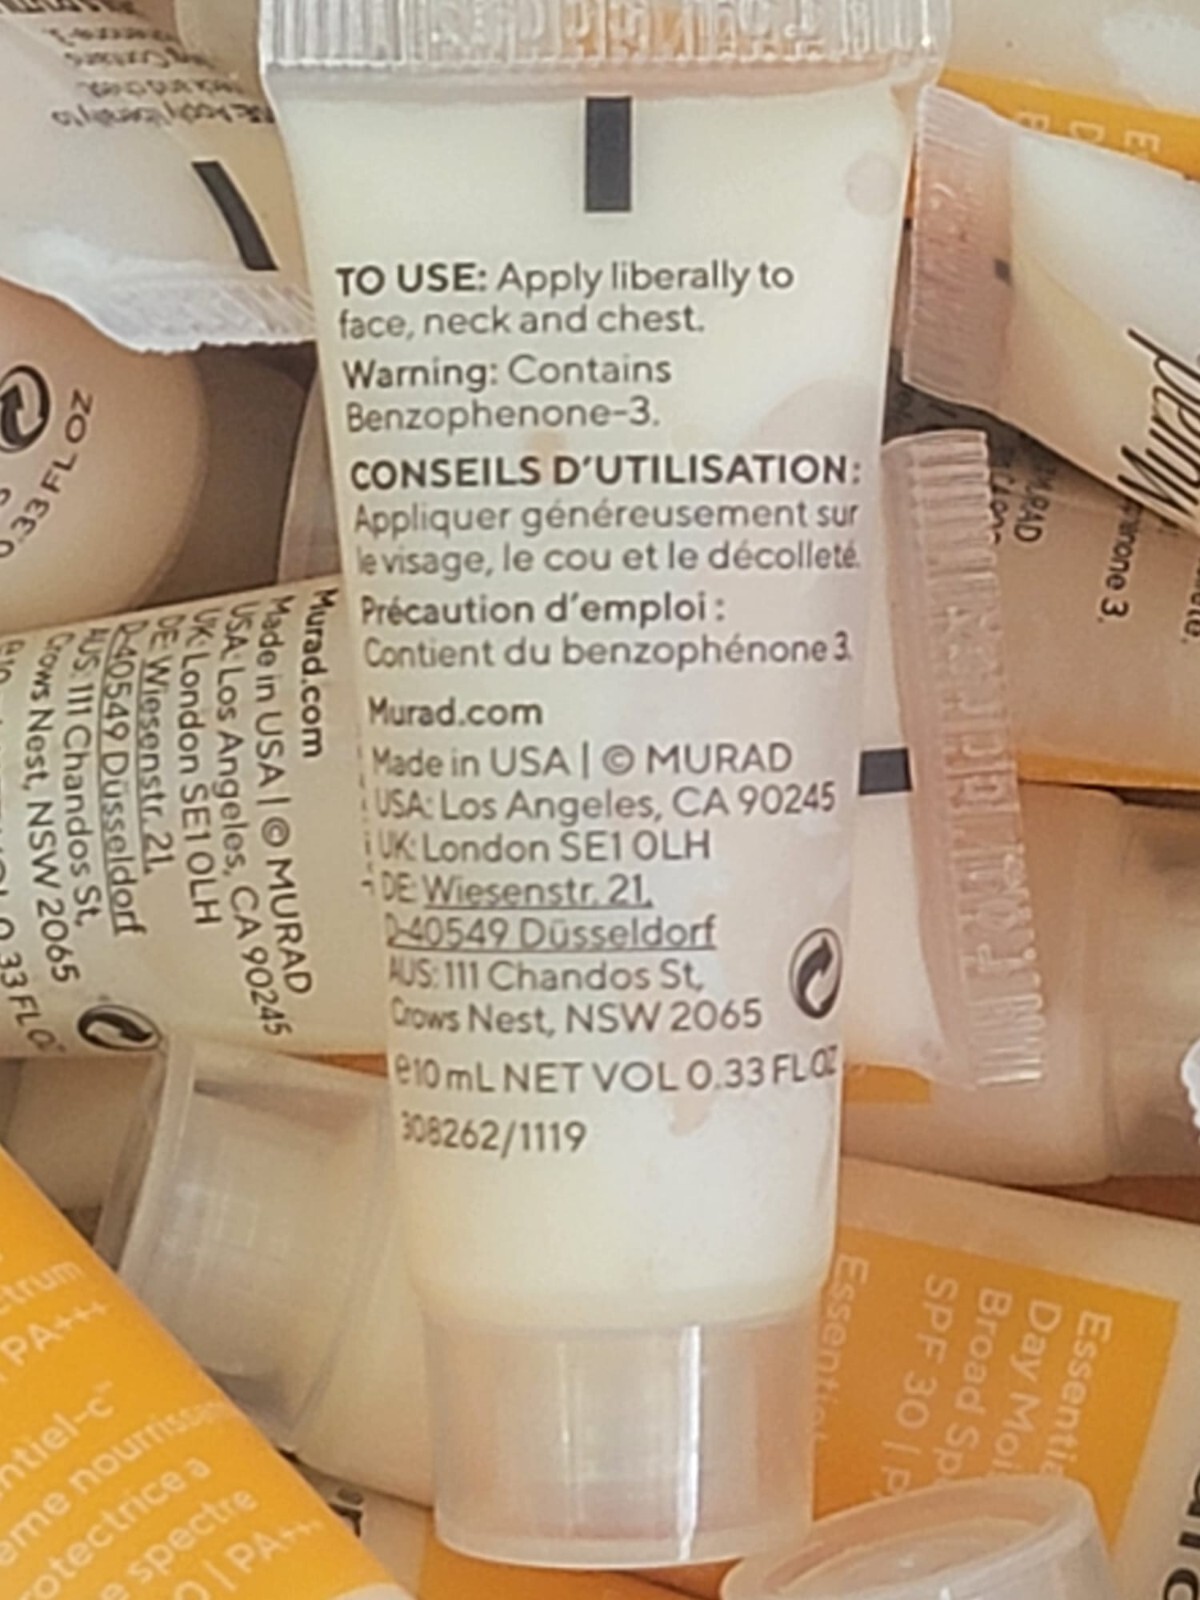 TO USE: Apply liberally to
face, neck and chest.
Warning: Contains
Benzophenone-3.
CONSEILS D'UTILISATION:
Appliquer généreusement sur
le visage, le cou et le décolleté.
Précaution d'emploi :
Contient du benzophénone 3.
Murad.com
Made in USA | © MURAD
USA: Los Angeles, CA 90245
UK: London SE1 0LH
DE: Wiesenstr. 21,
D-40549 Düsseldorf
AUS: 111 Chandos St,
Crows Nest, NSW 2065
e 10 mL NET VOL 0.33 FL OZ
308262/1119
0.33 FL OZ
Murad.com
Made in USA | © MURAD
USA: Los Angeles, CA 90245
UK: London SE1 0LH
DE: Wiesenstr. 21,
D-40549 Düsseldorf
AUS: 111 Chandos St,
Crows Nest, NSW 2065
0.33 FL OZ
PA+++
spectre
| PA+++
Day
Broad
SPF 30 |